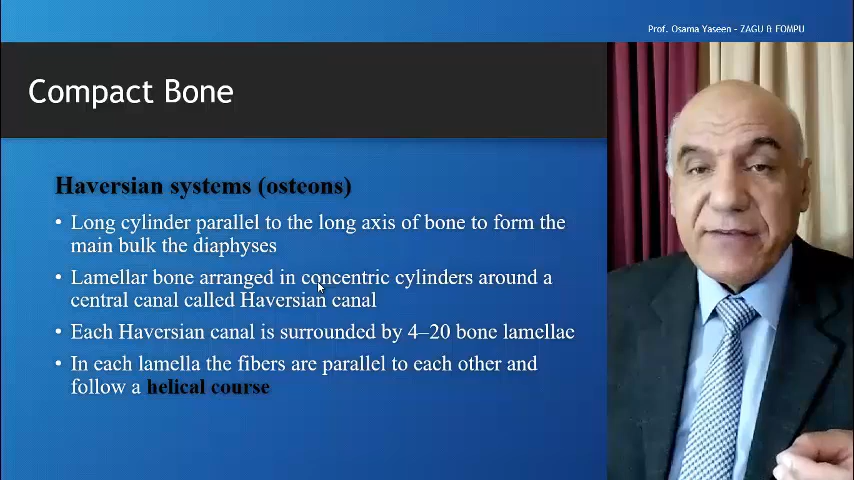 Prof. Osama Yaseen - ZAGU & FOMPU
Compact Bone
Haversian systems (osteons)
• Long cylinder parallel to the long axis of bone to form the
main bulk the diaphyses
• Lamellar bone arranged in concentric cylinders around a
central canal called Haversian canal
• Each Haversian canal is surrounded by 4–20 bone lamellae
• In each lamella the fibers are parallel to each other and
follow a helical course